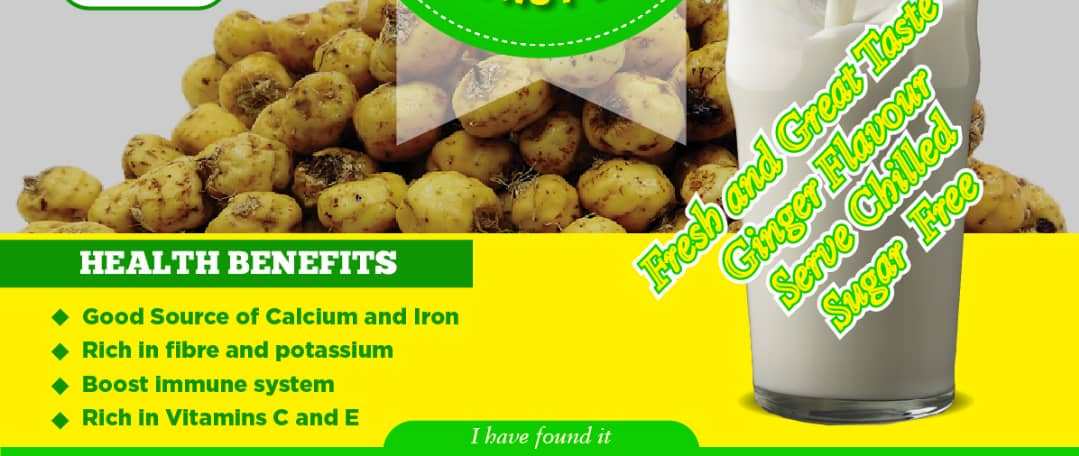 Fresh and Great Taste
Ginger Flavour
Serve Chilled
Sugar Free
HEALTH BENEFITS
Good Source of Calcium and Iron
Rich in fibre and potassium
Boost immune system
Rich in Vitamins C and E
I have found it